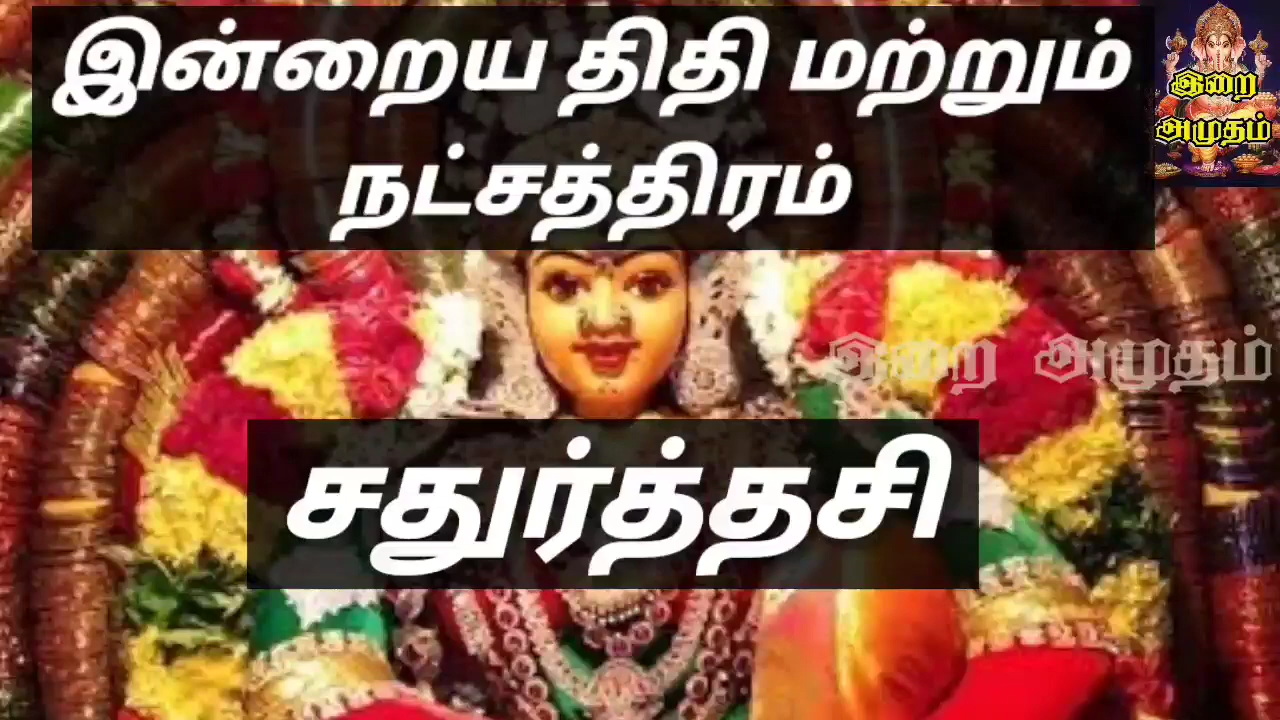 இன்றைய திதி மற்றும்
நட்சத்திரம்
இறை
அமுதம்
இறை அமுதம்
சதுர்த்தசி